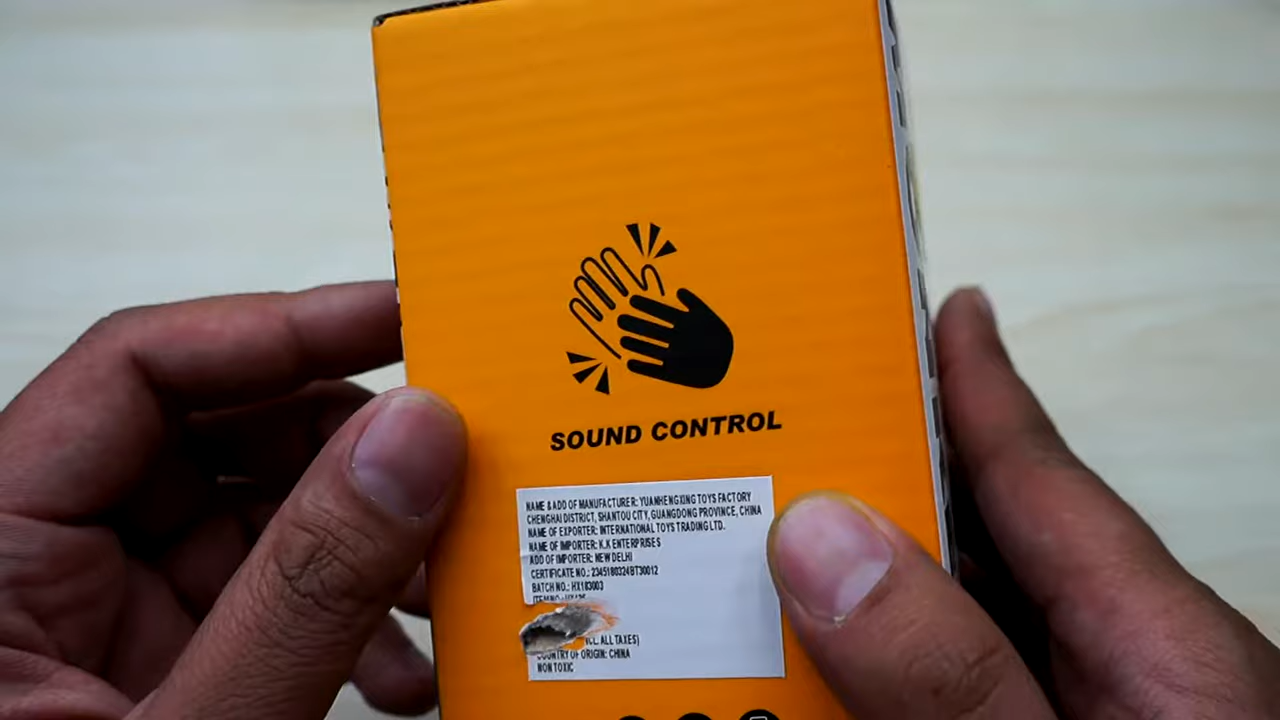 SOUND CONTROL
NAME & ADD OF MANUFACTURER: YUANHENGXING TOYS FACTORY
CHENGHAI DISTRICT, SHANTOU CITY, GUANGDONG PROVINCE, CHINA
NAME OF EXPORTER: INTERNATIONAL TOYS TRADING LTD.
NAME OF IMPORTER: K.K ENTERPRISES
ADD OF IMPORTER: NEW DELHI
CERTIFICATE NO.: 2345180324BT30012
BATCH NO.: HX183003
ALL TAXES)
COUNTRY OF ORIGIN: CHINA
NON TOXIC